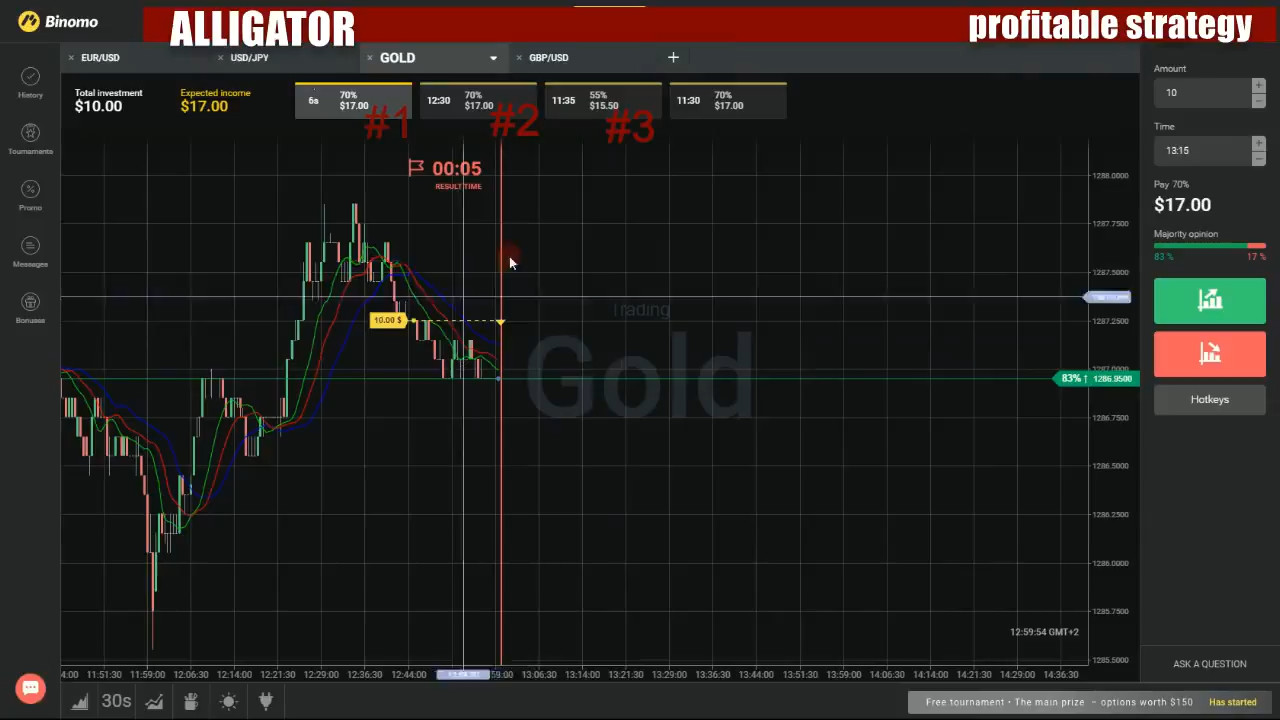 Binomo
ALLIGATOR
profitable strategy
EUR/USD
USD/JPY
GOLD
GBP/USD
History
Tournaments
Promo
Messages
Bonuses
Total investment
$10.00
Expected income
$17.00
6s
70%
$17.00
12:30
70%
$17.00
11:35
55%
$15.50
11:30
70%
$17.00
#1
#2
#3
00:05
RESULT TIME
10.00 $
Trading
Gold
1288.0000
1287.7500
1287.5000
1287.2500
1287.0000
83% ↑ 1286.9500
1286.7500
1286.5000
1286.2500
1286.0000
1285.7500
1285.5000
12:59:54 GMT+2
4:00
11:51:30
11:59:00
12:06:30
12:14:00
12:21:30
12:29:00
12:36:30
12:44:00
59:00
13:06:30
13:14:00
13:21:30
13:29:00
13:36:30
13:44:00
13:51:30
13:59:00
14:06:30
14:14:00
14:21:30
14:29:00
14:36:30
Amount
10
+
−
Time
13:15
+
−
Pay 70%
$17.00
Majority opinion
83 %
17 %
Hotkeys
ASK A QUESTION
30s
Free tournament • The main prize – options worth $150
Has started